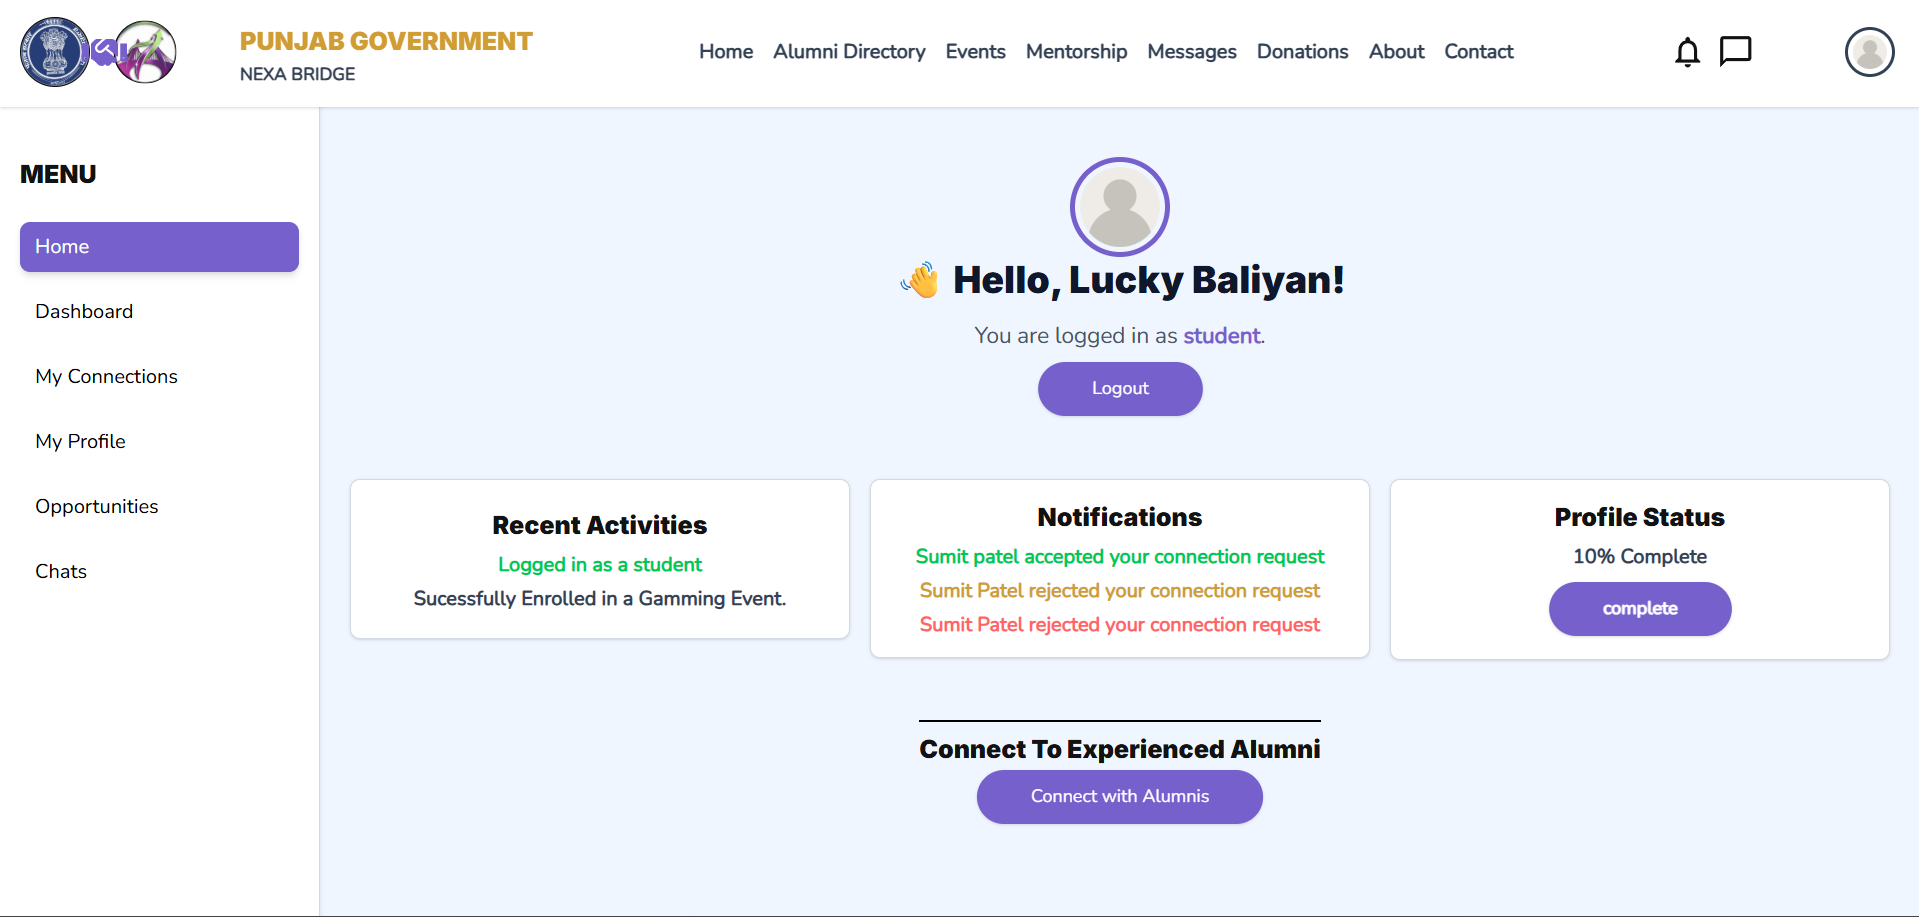 PUNJAB GOVERNMENT
NEXA BRIDGE
Home Alumni Directory Events Mentorship Messages Donations About Contact
MENU
Home
Dashboard
My Connections
My Profile
Opportunities
Chats
👋 Hello, Lucky Baliyan!
You are logged in as student.
Logout
Recent Activities
Logged in as a student
Sucessfully Enrolled in a Gamming Event.
Notifications
Sumit patel accepted your connection request
Sumit Patel rejected your connection request
Sumit Patel rejected your connection request
Profile Status
10% Complete
complete
Connect To Experienced Alumni
Connect with Alumnis